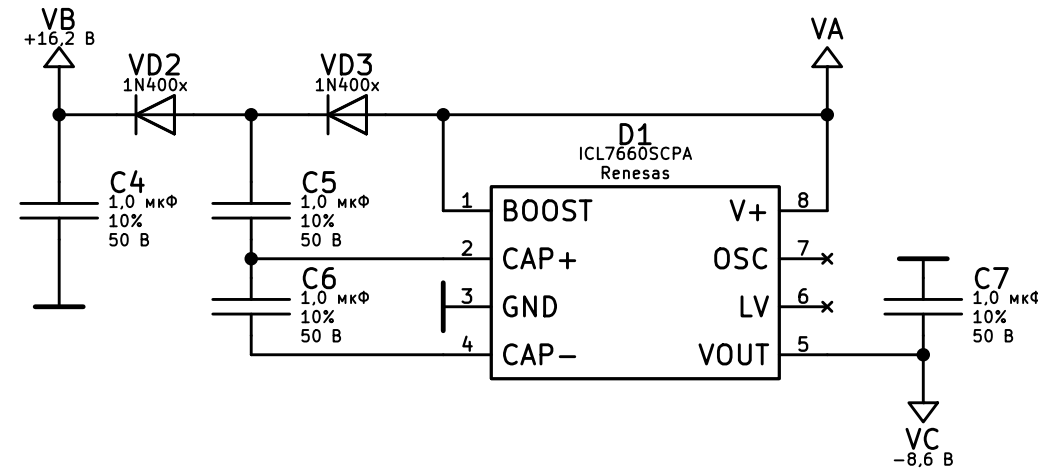 VB
+16,2 В
VA
VD2
1N400x
VD3
1N400x
D1
ICL7660SCPA
Renesas
C4
1,0 мкФ
10%
50 В
C5
1,0 мкФ
10%
50 В
1
BOOST
V+
8
2
CAP+
OSC
7
C6
1,0 мкФ
10%
50 В
3
GND
LV
6
C7
1,0 мкФ
10%
50 В
4
CAP−
VOUT
5
VC
−8,6 В